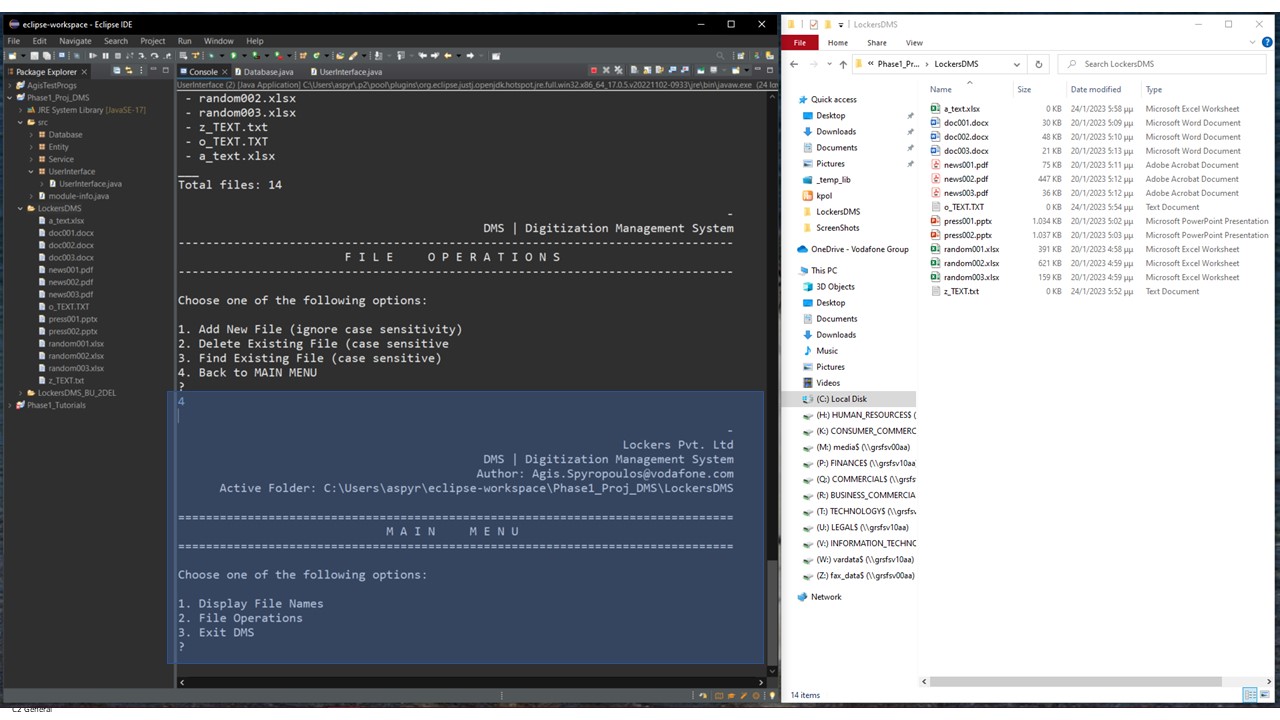 eclipse-workspace - Eclipse IDE
File Edit Navigate Search Project Run Window Help
Package Explorer
AgisTestProgs
Phase1_Proj_DMS
JRE System Library [JavaSE-17]
src
Database
Entity
Service
UserInterface
UserInterface.java
module-info.java
LockersDMS
a_text.xlsx
doc001.docx
doc002.docx
doc003.docx
news001.pdf
news002.pdf
news003.pdf
o_TEXT.TXT
press001.pptx
press002.pptx
random001.xlsx
random002.xlsx
random003.xlsx
z_TEXT.txt
LockersDMS_BU_2DEL
Phase1_Tutorials
Console Database.java UserInterface.java
UserInterface (2) [Java Application] C:\Users\aspyr\.p2\pool\plugins\org.eclipse.justj.openjdk.hotspot.jre.full.win32.x86_64_17.0.5.v20221102-0933\jre\bin\javaw.exe (24 Ιαν
- random002.xlsx
- random003.xlsx
- z_TEXT.txt
- o_TEXT.TXT
- a_text.xlsx
___
Total files: 14
-
DMS | Digitization Management System
--------------------------------------------------------------------------------
F I L E   O P E R A T I O N S
--------------------------------------------------------------------------------
Choose one of the following options:
1. Add New File (ignore case sensitivity)
2. Delete Existing File (case sensitive
3. Find Existing File (case sensitive)
4. Back to MAIN MENU
?
4
-
Lockers Pvt. Ltd
DMS | Digitization Management System
Author: Agis.Spyropoulos@vodafone.com
Active Folder: C:\Users\aspyr\eclipse-workspace\Phase1_Proj_DMS\LockersDMS
================================================================================
M A I N   M E N U
================================================================================
Choose one of the following options:
1. Display File Names
2. File Operations
3. Exit DMS
?
LockersDMS
File Home Share View
« Phase1_Pr... > LockersDMS
Search LockersDMS
Quick access
Desktop
Downloads
Documents
Pictures
_temp_lib
kpol
LockersDMS
ScreenShots
OneDrive - Vodafone Group
This PC
3D Objects
Desktop
Documents
Downloads
Music
Pictures
Videos
(C:) Local Disk
(H:) HUMAN_RESOURCES$ (
(K:) CONSUMER_COMMERC
(M:) media$ (\\grsfsv00aa)
(P:) FINANCE$ (\\grsfsv10aa
(Q:) COMMERCIAL$ (\\grsfs
(R:) BUSINESS_COMMERCIA
(T:) TECHNOLOGY$ (\\grsfsv
(U:) LEGAL$ (\\grsfsv10aa)
(V:) INFORMATION_TECHNC
(W:) vardata$ (\\grsfsv10aa)
(Z:) fax_data$ (\\grsfsv00aa)
Network
Name Size Date modified Type
a_text.xlsx 0 KB 24/1/2023 5:58 μμ Microsoft Excel Worksheet
doc001.docx 30 KB 20/1/2023 5:09 μμ Microsoft Word Document
doc002.docx 48 KB 20/1/2023 5:10 μμ Microsoft Word Document
doc003.docx 21 KB 20/1/2023 5:13 μμ Microsoft Word Document
news001.pdf 75 KB 20/1/2023 5:11 μμ Adobe Acrobat Document
news002.pdf 447 KB 20/1/2023 5:12 μμ Adobe Acrobat Document
news003.pdf 36 KB 20/1/2023 5:12 μμ Adobe Acrobat Document
o_TEXT.TXT 0 KB 24/1/2023 5:54 μμ Text Document
press001.pptx 1.034 KB 20/1/2023 5:02 μμ Microsoft PowerPoint Presentation
press002.pptx 1.037 KB 20/1/2023 5:03 μμ Microsoft PowerPoint Presentation
random001.xlsx 391 KB 20/1/2023 4:58 μμ Microsoft Excel Worksheet
random002.xlsx 621 KB 20/1/2023 4:59 μμ Microsoft Excel Worksheet
random003.xlsx 159 KB 20/1/2023 4:59 μμ Microsoft Excel Worksheet
z_TEXT.txt 0 KB 24/1/2023 5:52 μμ Text Document
14 items
C2 General